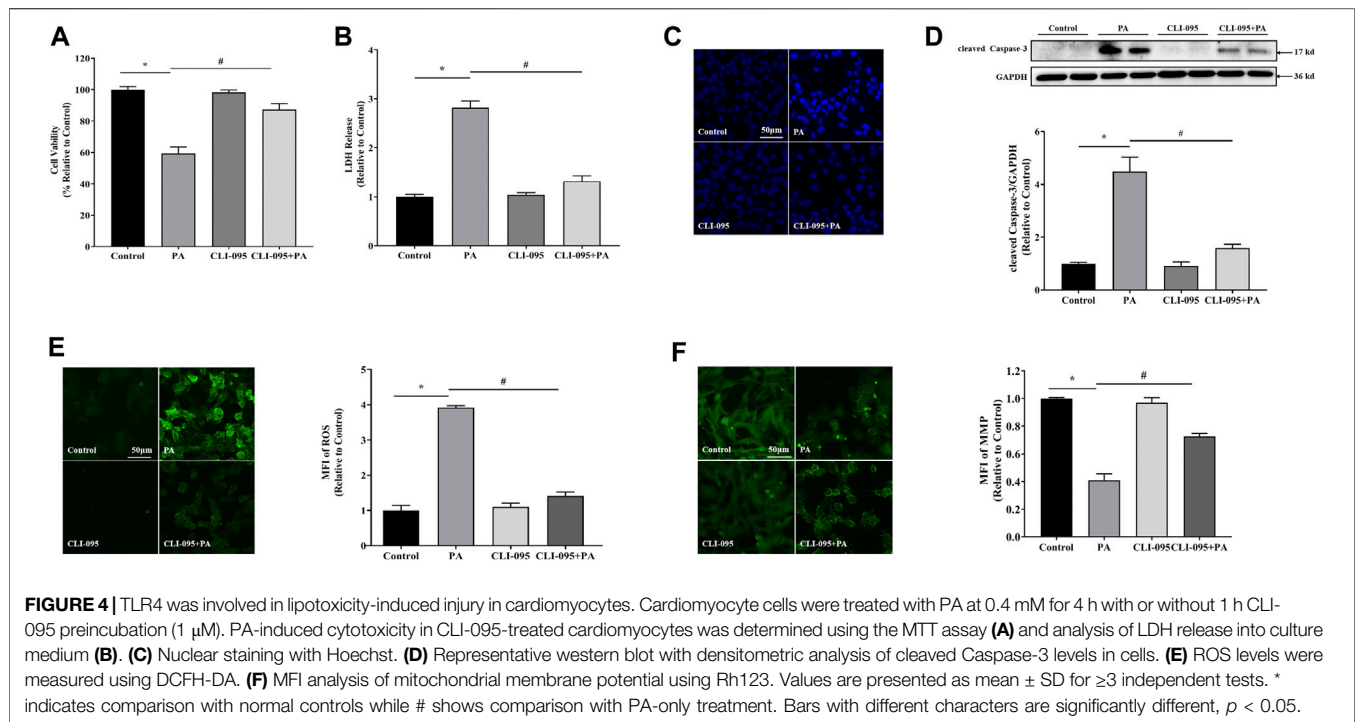 A
120
100
80
60
40
20
0
Cell Vability
(% Relative to Control)
*
#
Control PA CLI-095 CLI-095+PA
B
4
3
2
1
0
LDH Release
(Relative to Control)
*
#
Control PA CLI-095 CLI-095+PA
C
Control
50μm
PA
CLI-095
CLI-095+PA
D
Control PA CLI-095 CLI-095+PA
cleaved Caspase-3
17 kd
GAPDH
36 kd
6
4
2
0
cleaved Caspase-3/GAPDH
(Relative to Control)
*
#
Control PA CLI-095 CLI-095+PA
E
Control
50μm
PA
CLI-095
CLI-095+PA
5
4
3
2
1
0
MFI of ROS
(Relative to Control)
*
#
Control PA CLI-095 CLI-095+PA
F
Control
50μm
PA
CLI-095
CLI-095+PA
1.2
1.0
0.8
0.6
0.4
0.2
0.0
MFI of MMP
(Relative to Control)
*
#
Control PA CLI-095 CLI-095+PA
FIGURE 4 | TLR4 was involved in lipotoxicity-induced injury in cardiomyocytes. Cardiomyocyte cells were treated with PA at 0.4 mM for 4 h with or without 1 h CLI-
095 preincubation (1 μM). PA-induced cytotoxicity in CLI-095-treated cardiomyocytes was determined using the MTT assay (A) and analysis of LDH release into culture
medium (B). (C) Nuclear staining with Hoechst. (D) Representative western blot with densitometric analysis of cleaved Caspase-3 levels in cells. (E) ROS levels were
measured using DCFH-DA. (F) MFI analysis of mitochondrial membrane potential using Rh123. Values are presented as mean ± SD for ≥3 independent tests. *
indicates comparison with normal controls while # shows comparison with PA-only treatment. Bars with different characters are significantly different, p < 0.05.